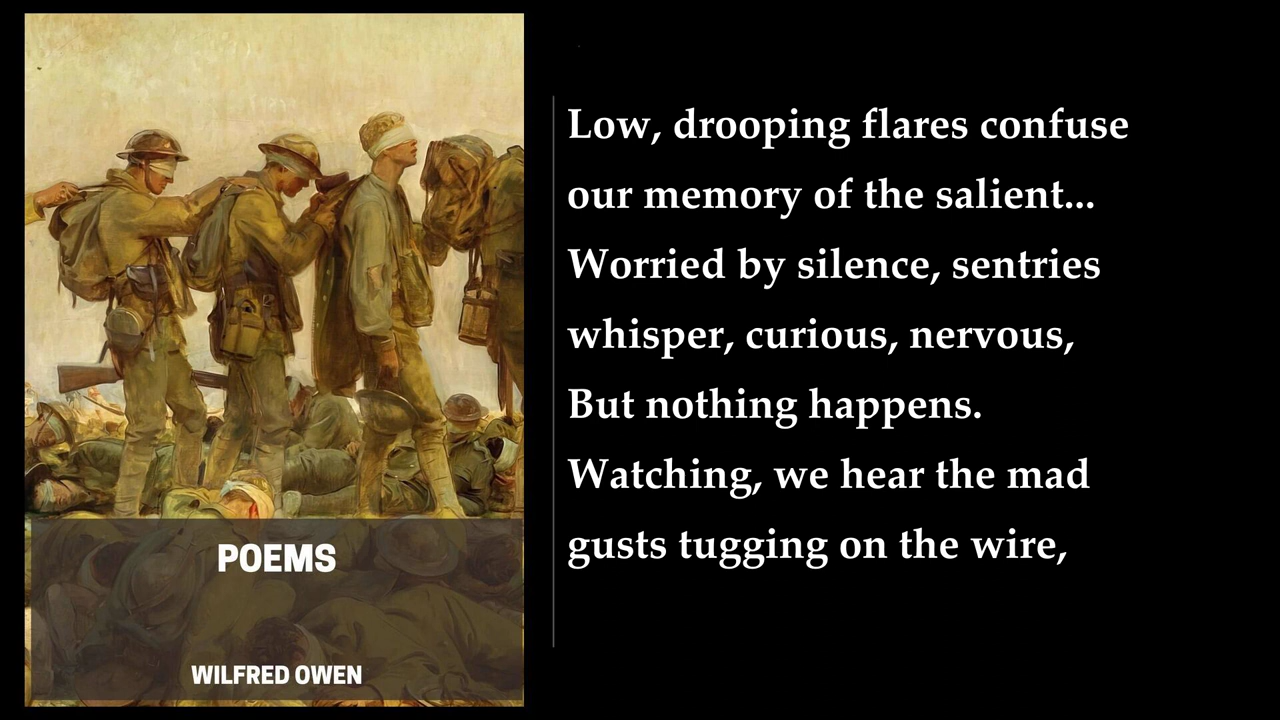 POEMS
WILFRED OWEN
Low, drooping flares confuse
our memory of the salient...
Worried by silence, sentries
whisper, curious, nervous,
But nothing happens.
Watching, we hear the mad
gusts tugging on the wire,